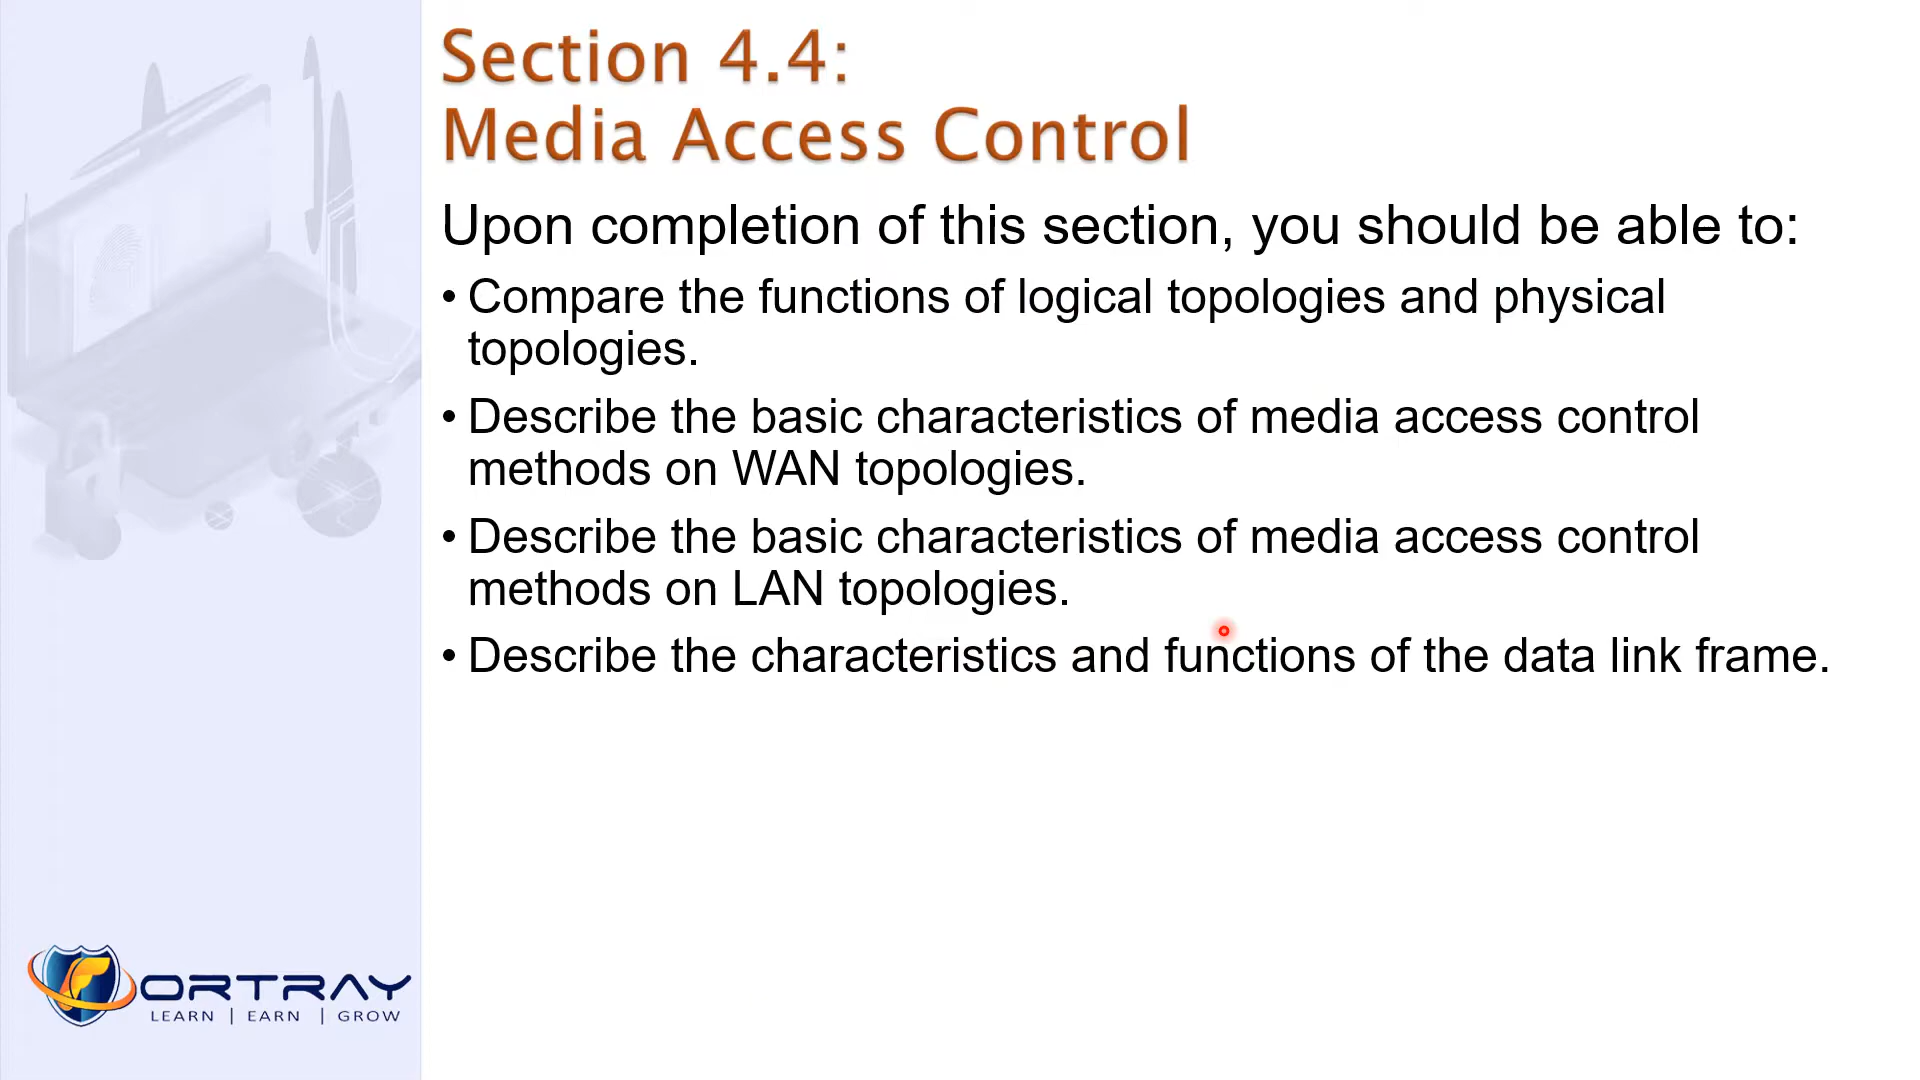 Section 4.4:
Media Access Control
Upon completion of this section, you should be able to:
• Compare the functions of logical topologies and physical
topologies.
• Describe the basic characteristics of media access control
methods on WAN topologies.
• Describe the basic characteristics of media access control
methods on LAN topologies.
• Describe the characteristics and functions of the data link frame.
FORTRAY
LEARN | EARN | GROW